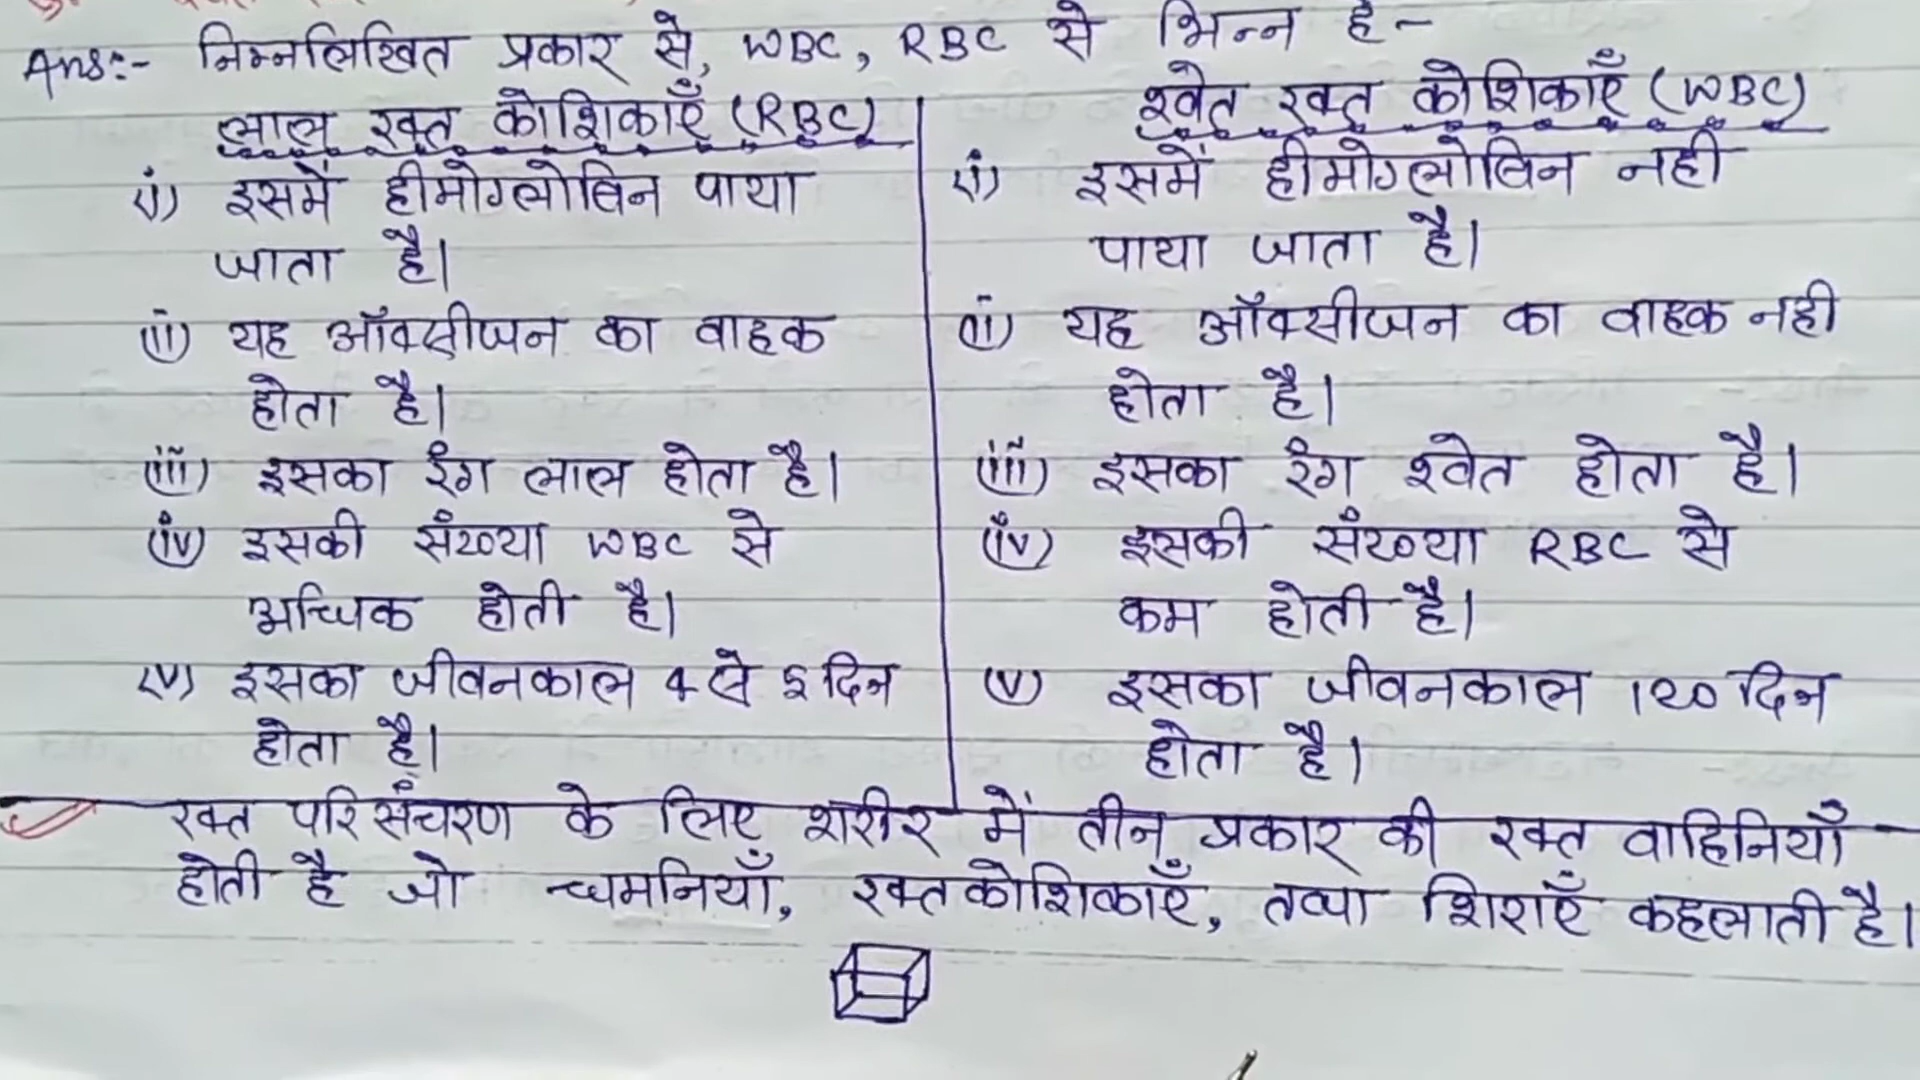 Ans:- निम्नलिखित प्रकार से, WBC, RBC से भिन्न है -
लाल रक्त कोशिकाएँ (RBC)
(i) इसमें हीमोग्लोबिन पाया
जाता है।
(ii) यह ऑक्सीजन का वाहक
होता है।
(iii) इसका रंग लाल होता है।
(iv) इसकी संख्या WBC से
अधिक होती है।
(v) इसका जीवनकाल 4 से 5 दिन
होता है।
श्वेत रक्त कोशिकाएँ (WBC)
(i) इसमें हीमोग्लोबिन नही
पाया जाता है।
(ii) यह ऑक्सीजन का वाहक नही
होता है।
(iii) इसका रंग श्वेत होता है।
(iv) इसकी संख्या RBC से
कम होती है।
(v) इसका जीवनकाल 120 दिन
होता है।
रक्त परिसंचरण के लिए शरीर में तीन प्रकार की रक्त वाहिनियाँ
होती है जो धमनियाँ, रक्तकोशिकाएँ, तथा शिराएँ कहलाती है।